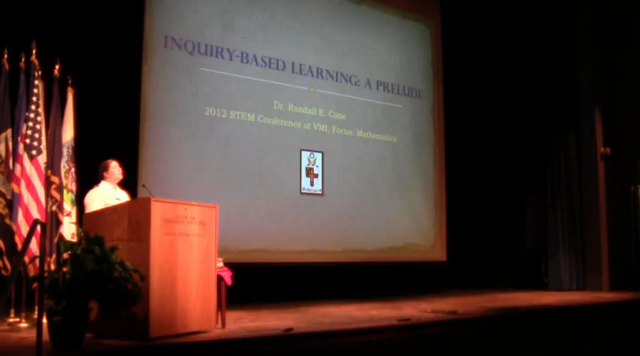 INQUIRY-BASED LEARNING: A PRELUDE
Dr. Randall E. Cone
2012 STEM Conference at VMI, Focus: Mathematics